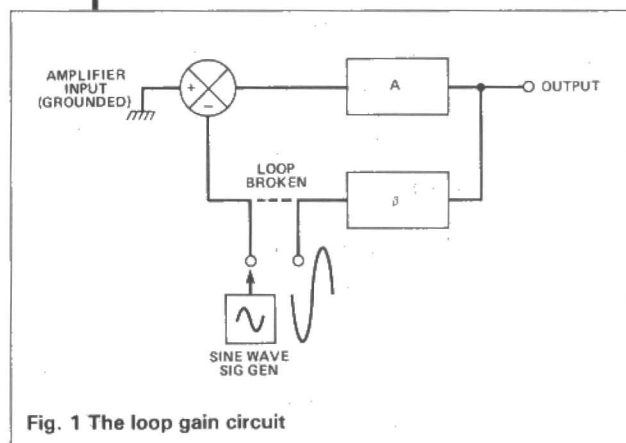 AMPLIFIER
INPUT
(GROUNDED)
+
−
A
OUTPUT
LOOP
BROKEN
β
SINE WAVE
SIG GEN
Fig. 1 The loop gain circuit